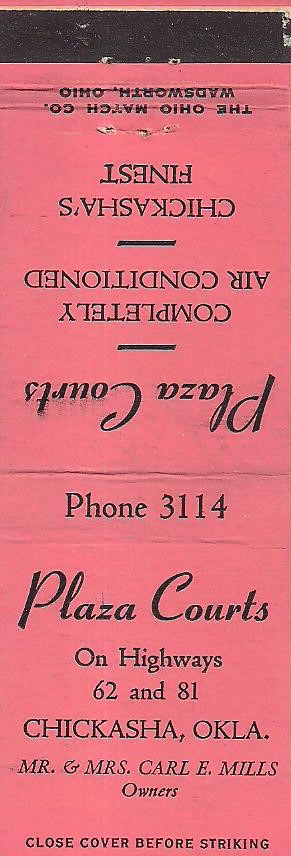 THE OHIO MATCH CO.
WADSWORTH, OHIO
Plaza Courts
COMPLETELY
AIR CONDITIONED
CHICKASHA'S
FINEST
Phone 3114
Plaza Courts
On Highways
62 and 81
CHICKASHA, OKLA.
MR. & MRS. CARL E. MILLS
Owners
CLOSE COVER BEFORE STRIKING